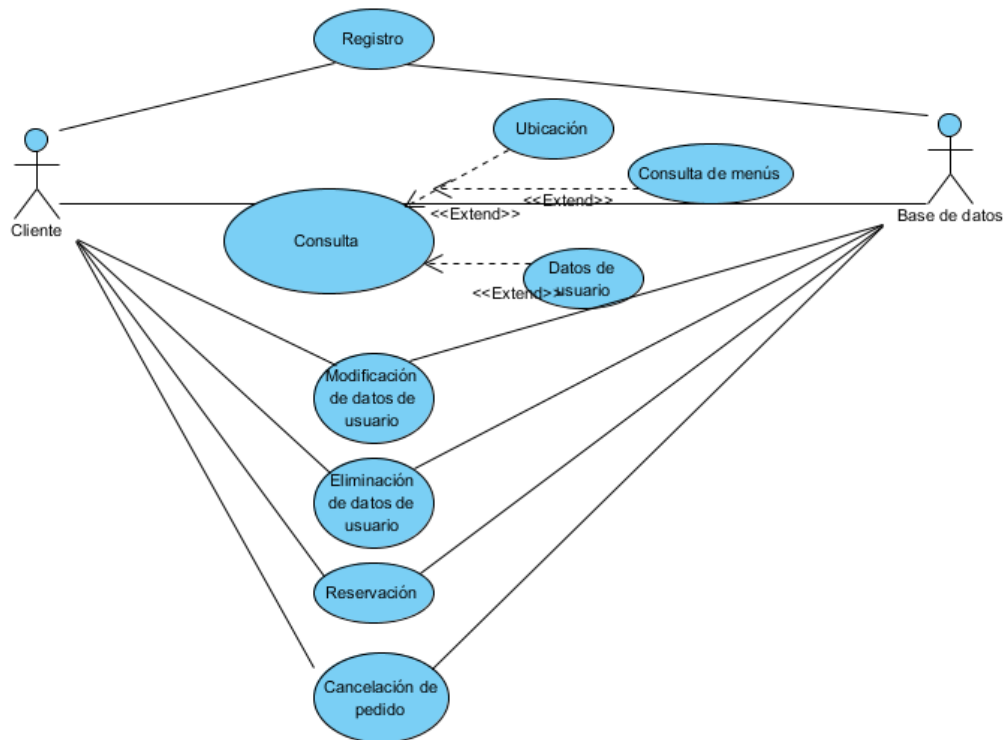 Registro
Ubicación
Consulta de menús
<<Extend>>
<<Extend>>
Cliente
Base de datos
Consulta
Datos de
usuario
<<Extend>>
Modificación
de datos de
usuario
Eliminación
de datos de
usuario
Reservación
Cancelación de
pedido